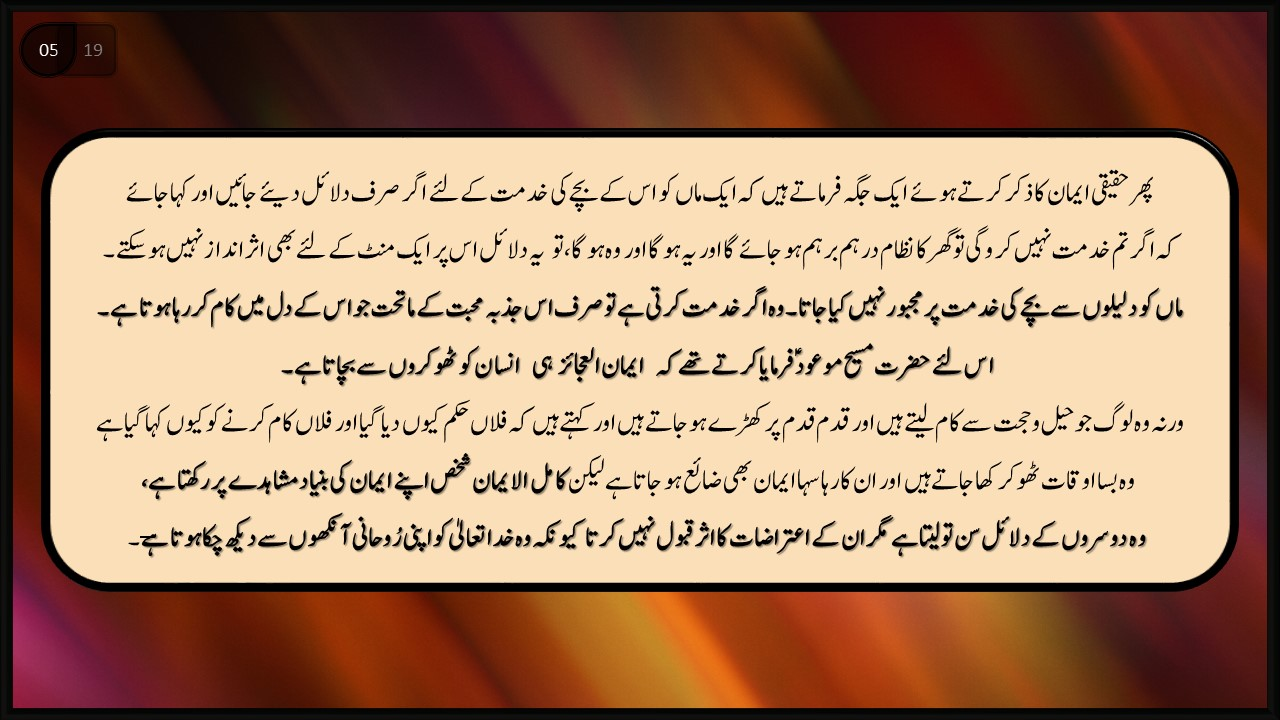 05 19
پھر حقیقی ایمان کا ذکر کرتے ہوئے ایک جگہ فرماتے ہیں کہ ایک ماں کو اس کے بچے کی خدمت کے لئے اگر صرف دلائل دیئے جائیں اور کہا جائے
کہ اگر تم خدمت نہیں کرو گی تو گھر کا نظام درہم برہم ہو جائے گا اور یہ ہو گا اور وہ ہو گا، تو یہ دلائل اس پر ایک منٹ کے لئے بھی اثر انداز نہیں ہو سکتے۔
ماں کو دلیلوں سے بچے کی خدمت پر مجبور نہیں کیا جاتا۔ وہ اگر خدمت کرتی ہے تو صرف اس جذبہ محبت کے ماتحت جو اس کے دل میں کام کر رہا ہوتا ہے۔
اس لئے حضرت مسیح موعودؑ فرمایا کرتے تھے کہ ایمان العجائز ہی انسان کو ٹھوکروں سے بچاتا ہے۔
ورنہ وہ لوگ جو حیل و حجت سے کام لیتے ہیں اور قدم قدم پر کھڑے ہو جاتے ہیں اور کہتے ہیں کہ فلاں حکم کیوں دیا گیا اور فلاں کام کرنے کو کیوں کہا گیا ہے
وہ بسا اوقات ٹھوکر کھا جاتے ہیں اور ان کا رہا سہا ایمان بھی ضائع ہو جاتا ہے لیکن کامل الایمان شخص اپنے ایمان کی بنیاد مشاہدے پر رکھتا ہے،
وہ دوسروں کے دلائل سن تو لیتا ہے مگر ان کے اعتراضات کا اثر قبول نہیں کرتا کیونکہ وہ خدا تعالیٰ کو اپنی رُوحانی آنکھوں سے دیکھ چکا ہوتا ہے۔